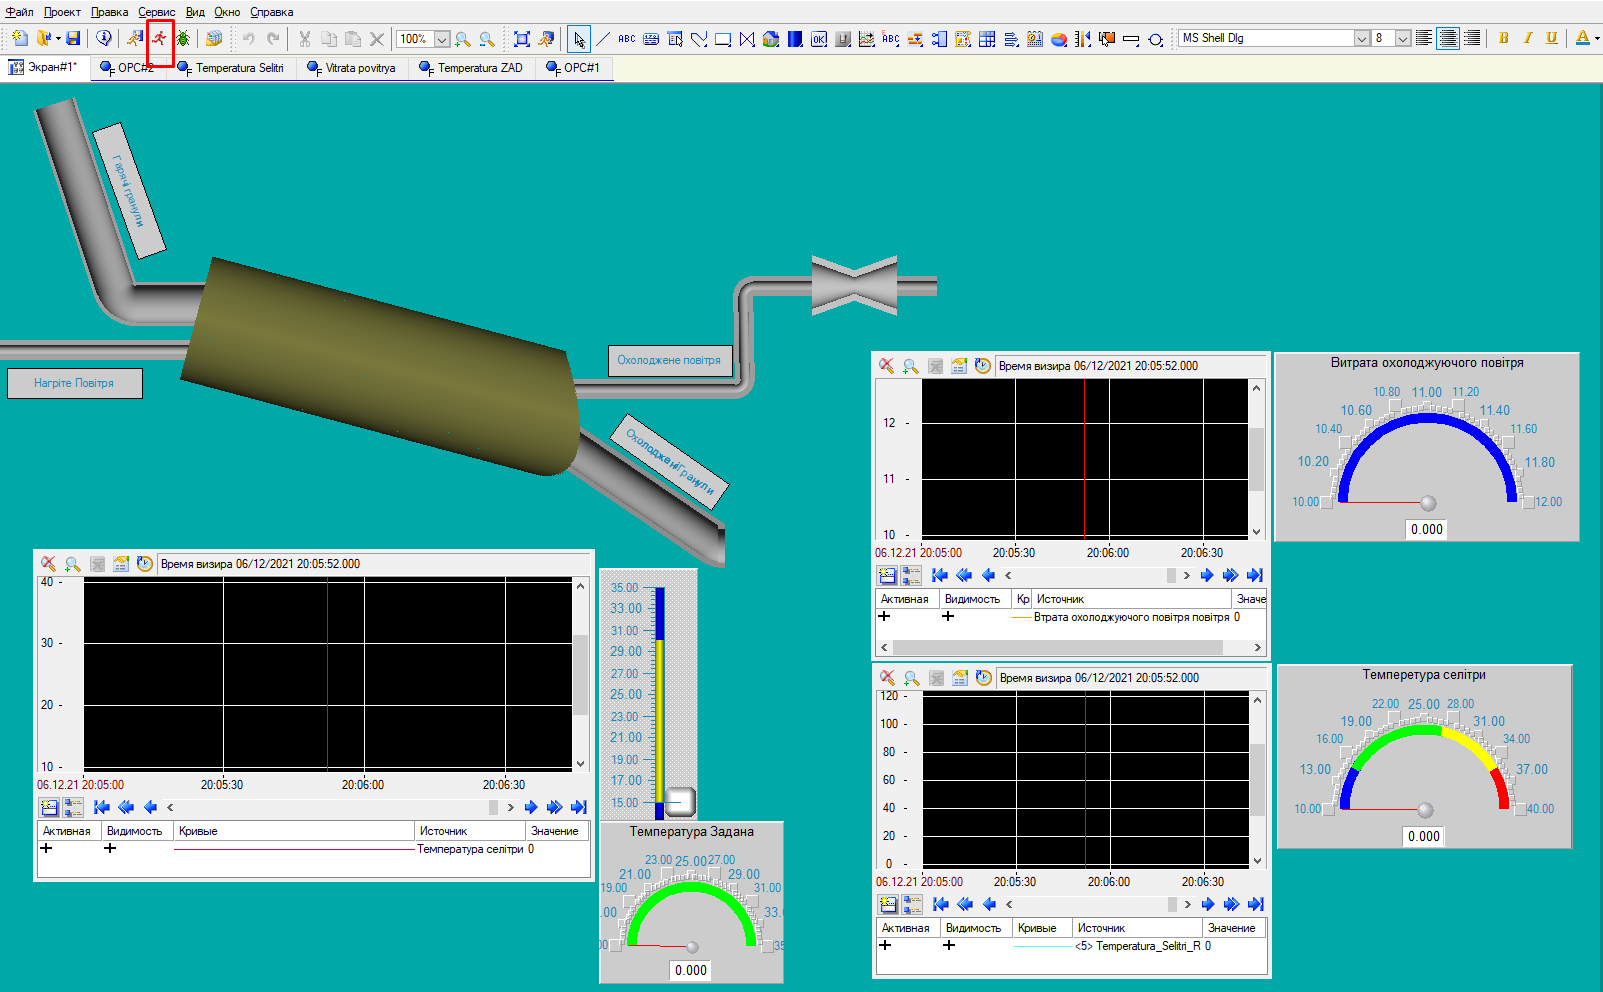 Файл Проект Правка Сервис Вид Окно Справка
100% ABC OK ABC MS Shell Dlg 8 B I U A
Экран#1* OPC#2 Temperatura Selitri Vitrata povitrya Temperatura ZAD OPC#1
Гарячі гранули
Нагріте Повітря
Охолоджене повітря
Охолоджені Гранули
Время визира 06/12/2021 20:05:52.000
12
11
10
06.12.21 20:05:00 20:05:30 20:06:00 20:06:30
Активная Видимость Кр Источник Значе
Втрата охолоджуючого повітря повітря 0
Витрата охолоджуючого повітря
10.00 10.20 10.40 10.60 10.80 11.00 11.20 11.40 11.60 11.80 12.00
0.000
Время визира 06/12/2021 20:05:52.000
40
30
20
10
06.12.21 20:05:00 20:05:30 20:06:00 20:06:30
Активная Видимость Кривые Источник Значение
Температура селітри 0
35.00
33.00
31.00
29.00
27.00
25.00
23.00
21.00
19.00
17.00
15.00
Температура Задана
00 .00 19.00 21.00 23.00 25.00 27.00 29.00 31.00 33. 35
0.000
Время визира 06/12/2021 20:05:52.000
120
100
80
60
40
20
0
06.12.21 20:05:00 20:05:30 20:06:00 20:06:30
Активная Видимость Кривые Источник Значение
<5> Temperatura_Selitri_R 0
Темперетура селітри
10.00 13.00 16.00 19.00 22.00 25.00 28.00 31.00 34.00 37.00 40.00
0.000